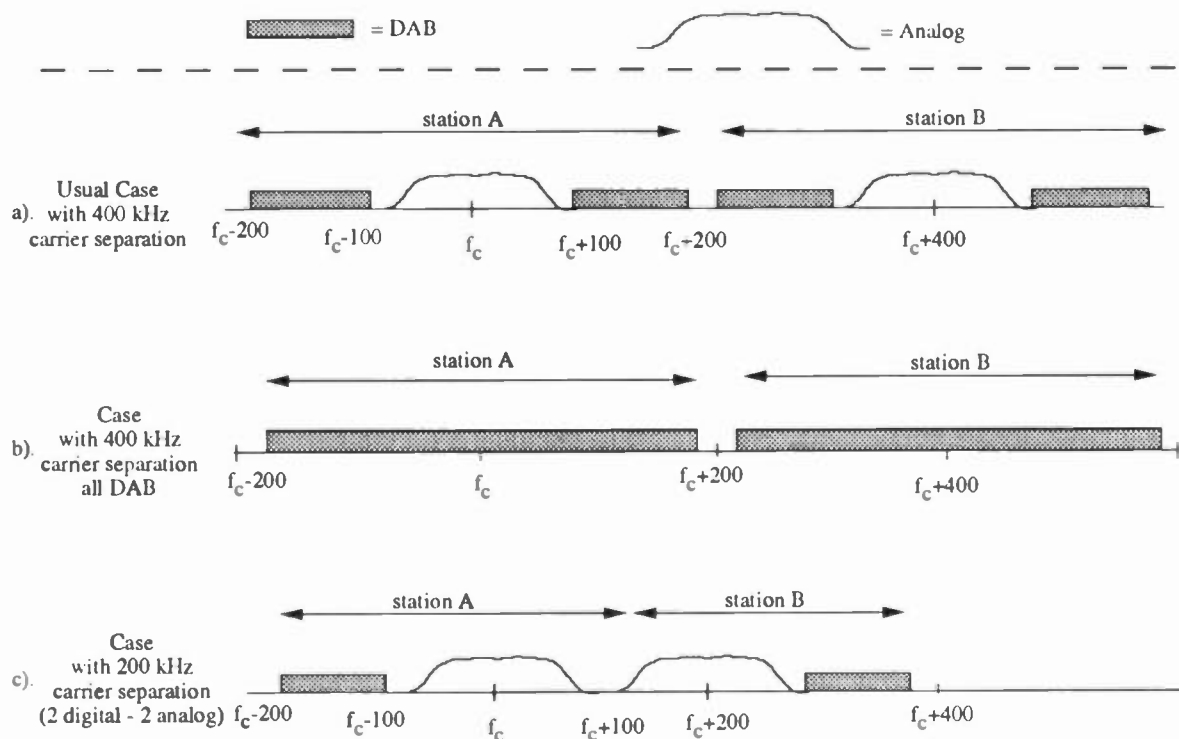 = DAB
= Analog
station A
station B
a). Usual Case
with 400 kHz
carrier separation
fc-200
fc-100
fc
fc+100
fc+200
fc+400
station A
station B
b). Case
with 400 kHz
carrier separation
all DAB
fc-200
fc
fc+200
fc+400
station A
station B
c). Case
with 200 kHz
carrier separation
(2 digital - 2 analog)
fc-200
fc-100
fc
fc+100
fc+200
fc+400